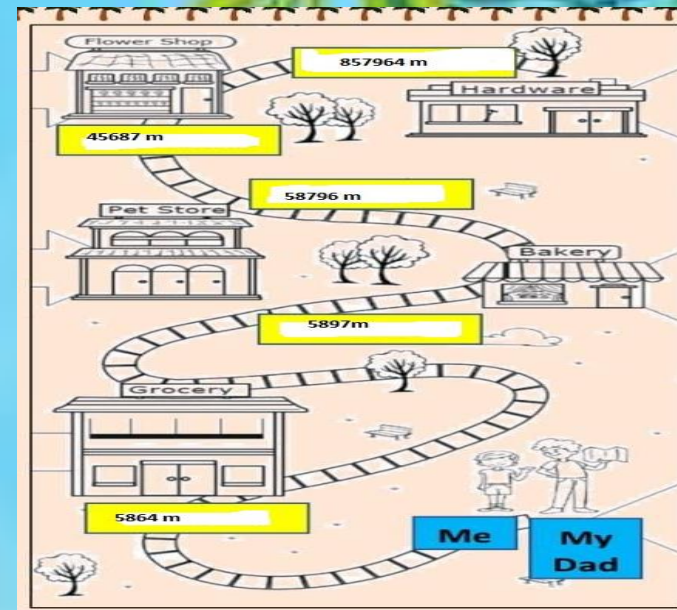 Flower Shop
857964 m
Hardware
45687 m
58796 m
Pet Store
Bakery
5897m
Grocery
5864 m
Me
My
Dad